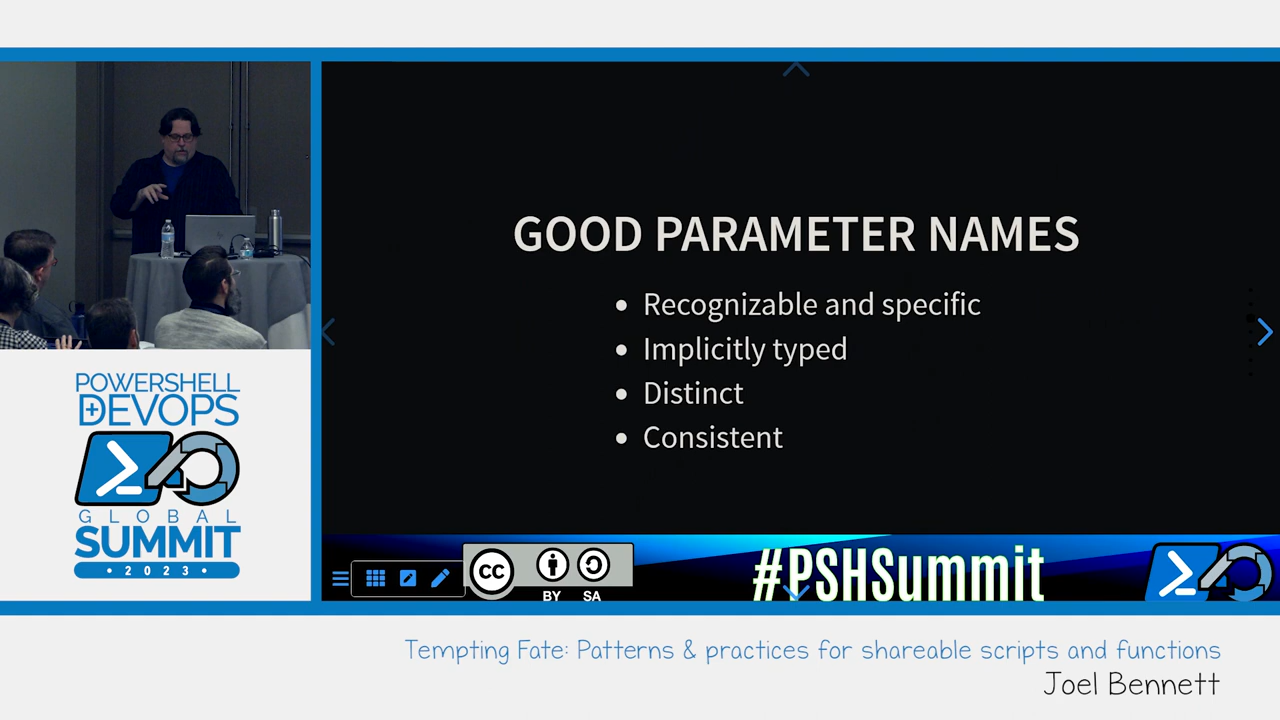 GOOD PARAMETER NAMES
• Recognizable and specific
• Implicitly typed
• Distinct
• Consistent
POWERSHELL
+DEVOPS
GLOBAL
SUMMIT
• 2023 •
CC
BY SA
#PSHSummit
Tempting Fate: Patterns & practices for shareable scripts and functions
Joel Bennett